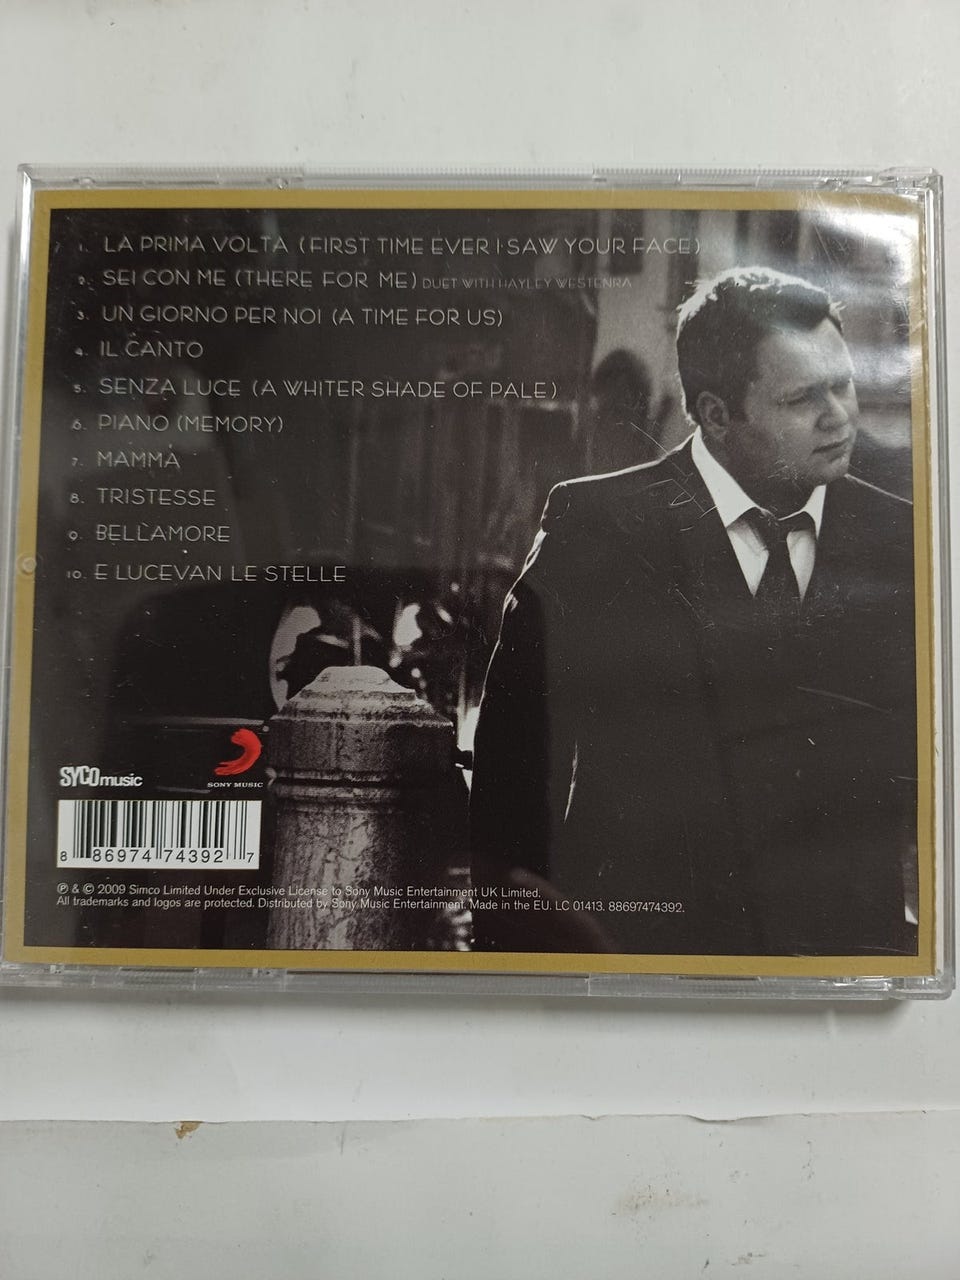 1. LA PRIMA VOLTA (FIRST TIME EVER I SAW YOUR FACE)
2. SEI CON ME (THERE FOR ME) DUET WITH HAYLEY WESTENRA
3. UN GIORNO PER NOI (A TIME FOR US)
4. IL CANTO
5. SENZA LUCE (A WHITER SHADE OF PALE)
6. PIANO (MEMORY)
7. MAMMA
8. TRISTESSE
9. BELLAMORE
10. E LUCEVAN LE STELLE
SYCOmusic
SONY MUSIC
8 86974 74392 7
℗ & © 2009 Simco Limited Under Exclusive License to Sony Music Entertainment UK Limited.
All trademarks and logos are protected. Distributed by Sony Music Entertainment. Made in the EU. LC 01413. 88697474392.